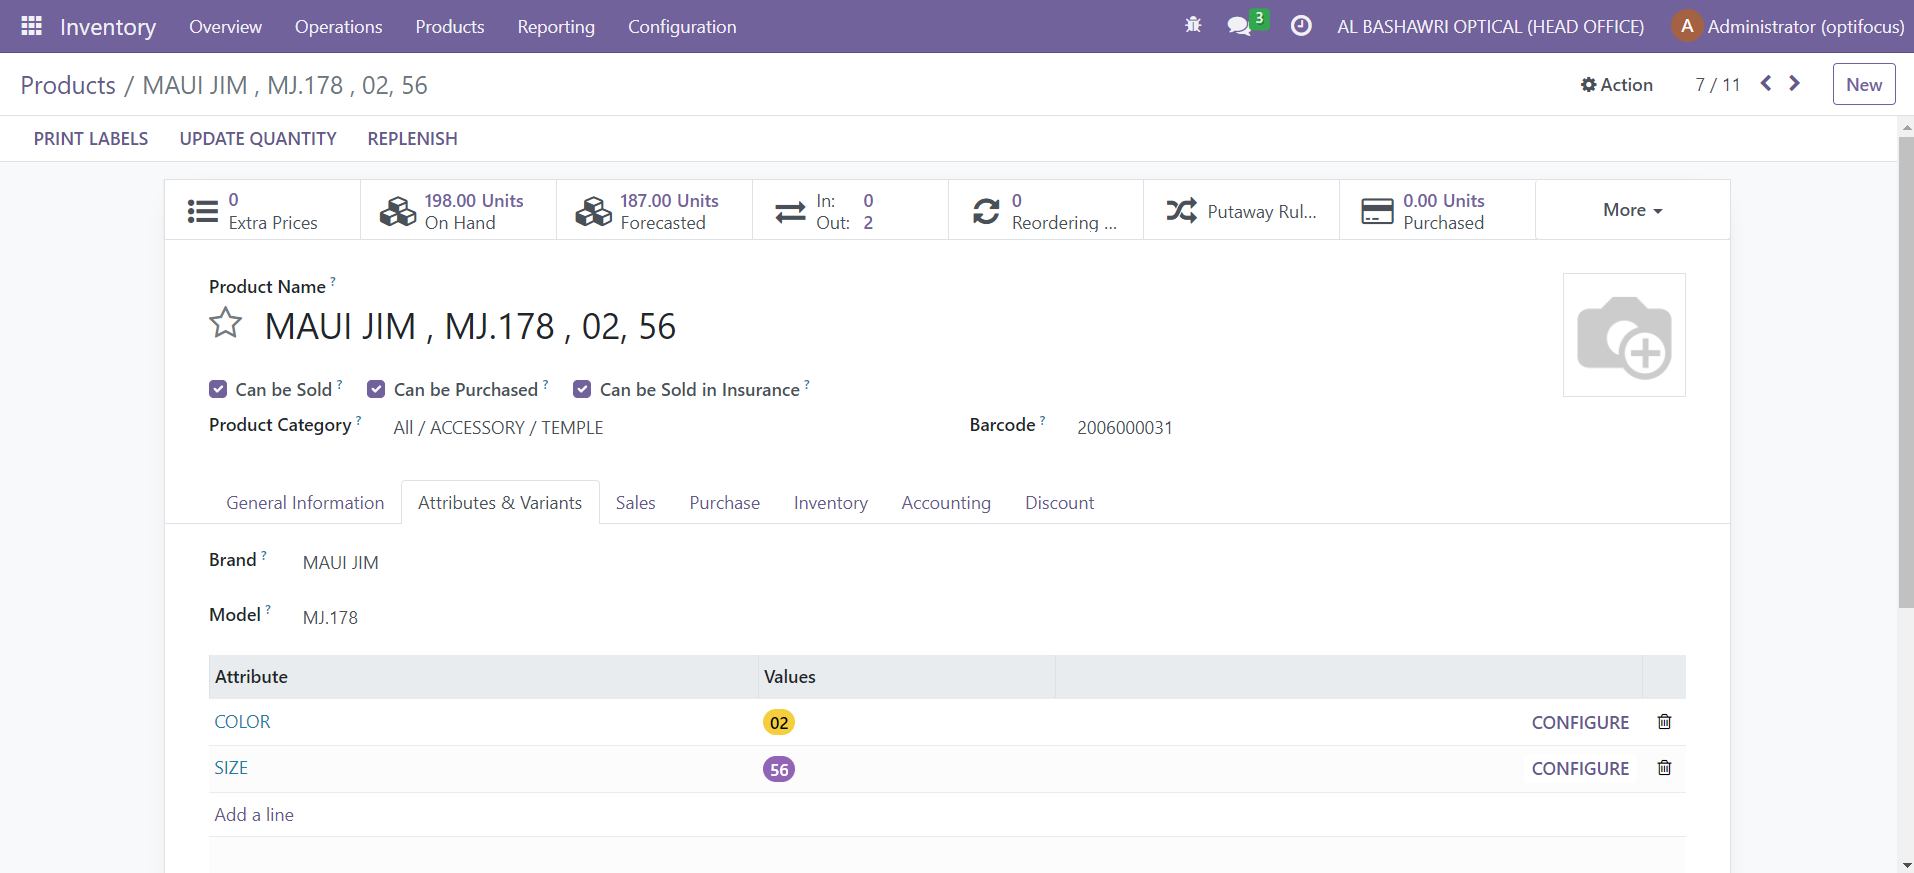 Inventory Overview Operations Products Reporting Configuration 3 AL BASHAWRI OPTICAL (HEAD OFFICE) A Administrator (optifocus)
Products / MAUI JIM , MJ.178 , 02, 56 Action 7 / 11 New
PRINT LABELS UPDATE QUANTITY REPLENISH
0 Extra Prices
198.00 Units On Hand
187.00 Units Forecasted
In: 0
Out: 2
0 Reordering ...
Putaway Rul...
0.00 Units Purchased
More
Product Name ?
MAUI JIM , MJ.178 , 02, 56
Can be Sold ? Can be Purchased ? Can be Sold in Insurance ?
Product Category ? All / ACCESSORY / TEMPLE Barcode ? 2006000031
General Information Attributes & Variants Sales Purchase Inventory Accounting Discount
Brand ? MAUI JIM
Model ? MJ.178
Attribute Values
COLOR 02 CONFIGURE
SIZE 56 CONFIGURE
Add a line